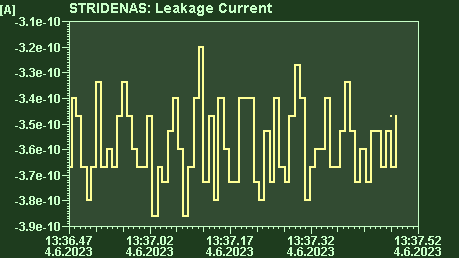 [A] STRIDENAS: Leakage Current
-3.1e-10
-3.2e-10
-3.3e-10
-3.4e-10
-3.5e-10
-3.6e-10
-3.7e-10
-3.8e-10
-3.9e-10
13:36.47 13:37.02 13:37.17 13:37.32 13:37.52
4.6.2023 4.6.2023 4.6.2023 4.6.2023 4.6.2023